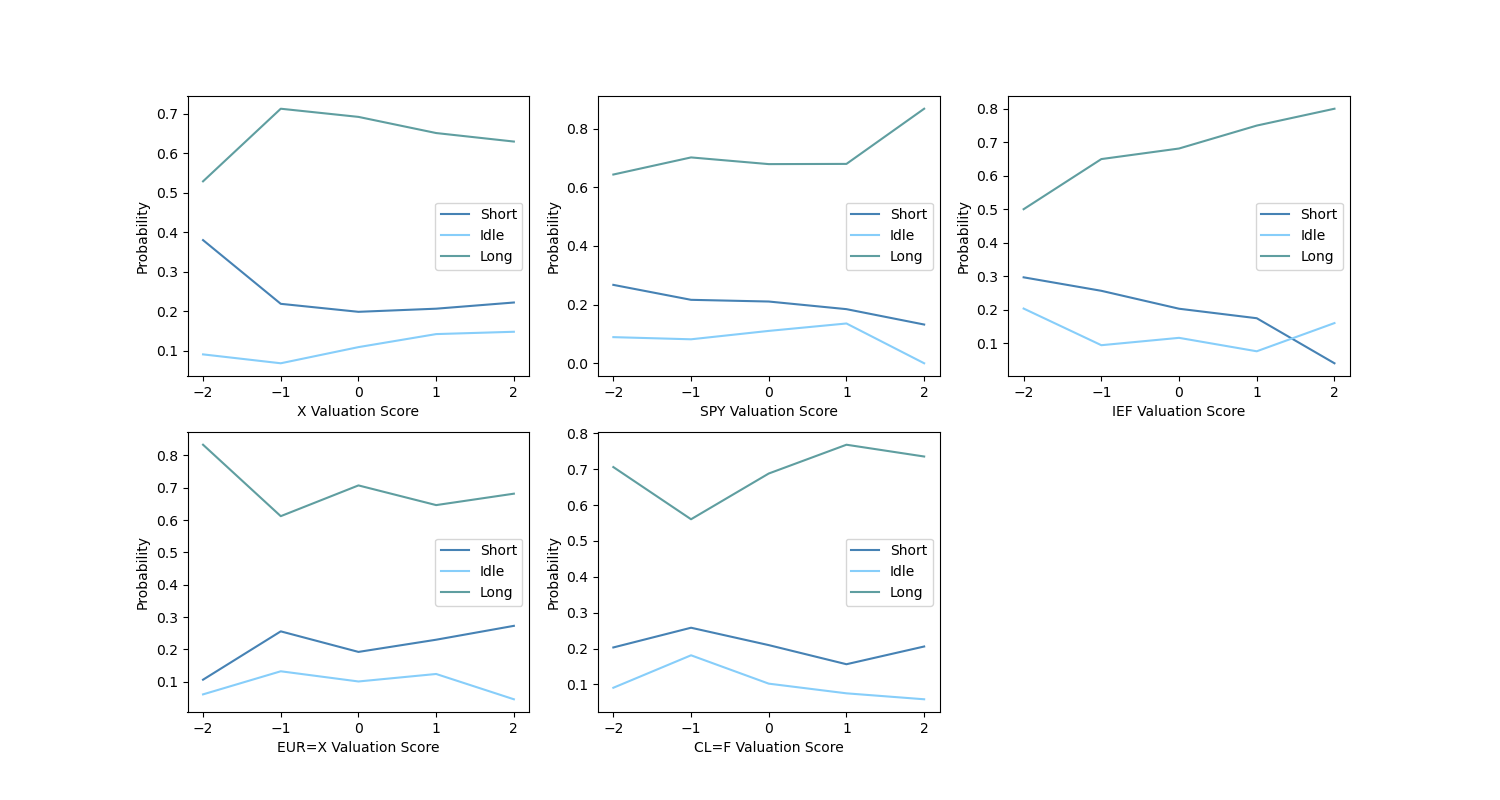 0.7
0.6
0.5
0.4
0.3
0.2
0.1
Probability
Short
Idle
Long
−2 −1 0 1 2
X Valuation Score
0.8
0.6
0.4
0.2
0.0
Probability
Short
Idle
Long
−2 −1 0 1 2
SPY Valuation Score
0.8
0.7
0.6
0.5
0.4
0.3
0.2
0.1
Probability
Short
Idle
Long
−2 −1 0 1 2
IEF Valuation Score
0.8
0.7
0.6
0.5
0.4
0.3
0.2
0.1
Probability
Short
Idle
Long
−2 −1 0 1 2
EUR=X Valuation Score
0.8
0.7
0.6
0.5
0.4
0.3
0.2
0.1
Probability
Short
Idle
Long
−2 −1 0 1 2
CL=F Valuation Score